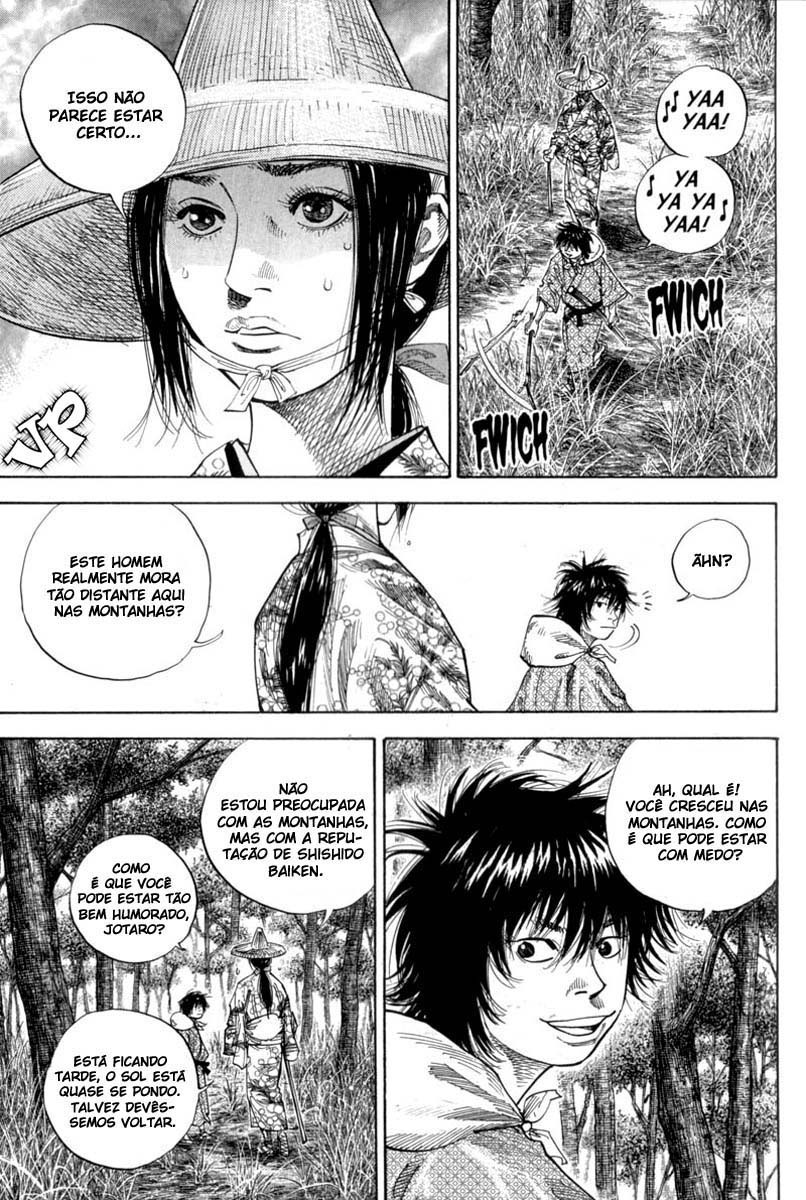 ♪♪ YAA
YAA!
♪ YA
YA YA
YAA! ♪
FWICH
FWICH
ISSO NÃO
PARECE ESTAR
CERTO...
VP
ÃHN?
ESTE HOMEM
REALMENTE MORA
TÃO DISTANTE AQUI
NAS MONTANHAS?
AH, QUAL É!
VOCÊ CRESCEU NAS
MONTANHAS. COMO
É QUE PODE ESTAR
COM MEDO?
NÃO
ESTOU PREOCUPADA
COM AS MONTANHAS,
MAS COM A REPU-
TAÇÃO DE SHISHIDO
BAIKEN.
COMO
É QUE VOCÊ
PODE ESTAR TÃO
BEM HUMORADO,
JOTARO?
ESTÁ FICANDO
TARDE, O SOL ESTÁ
QUASE SE PONDO.
TALVEZ DEVÊS-
SEMOS VOLTAR.